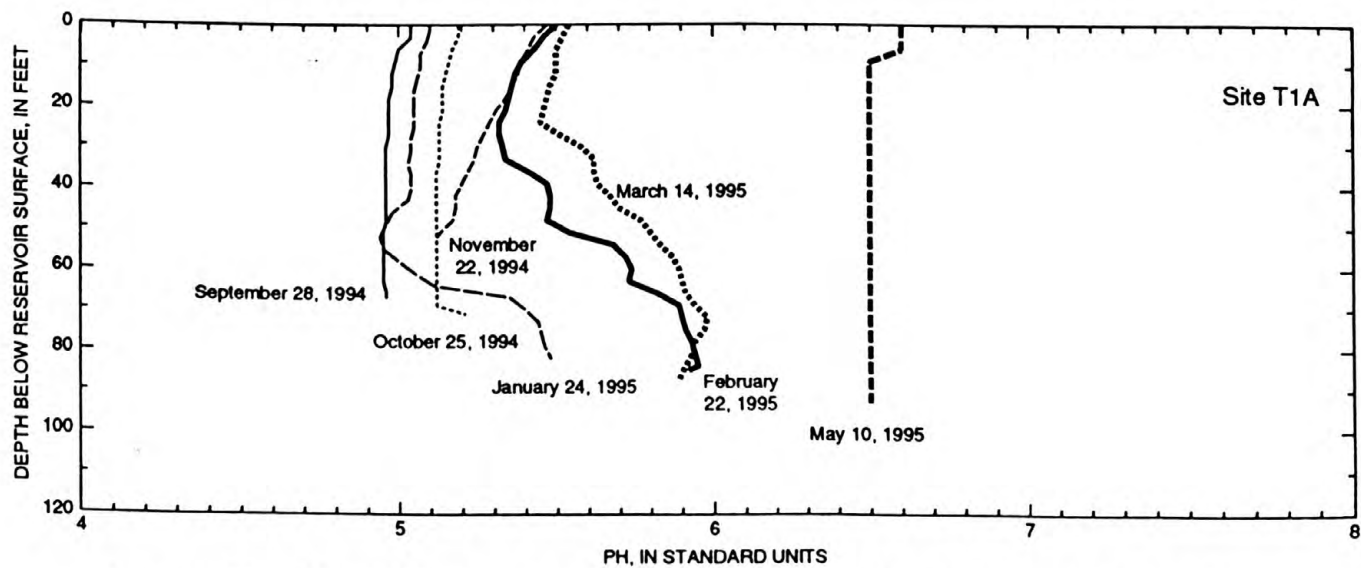 DEPTH BELOW RESERVOIR SURFACE, IN FEET
0
20
40
60
80
100
120
Site T1A
March 14, 1995
November
22, 1994
September 28, 1994
October 25, 1994
January 24, 1995
February
22, 1995
May 10, 1995
4
5
6
7
8
PH, IN STANDARD UNITS